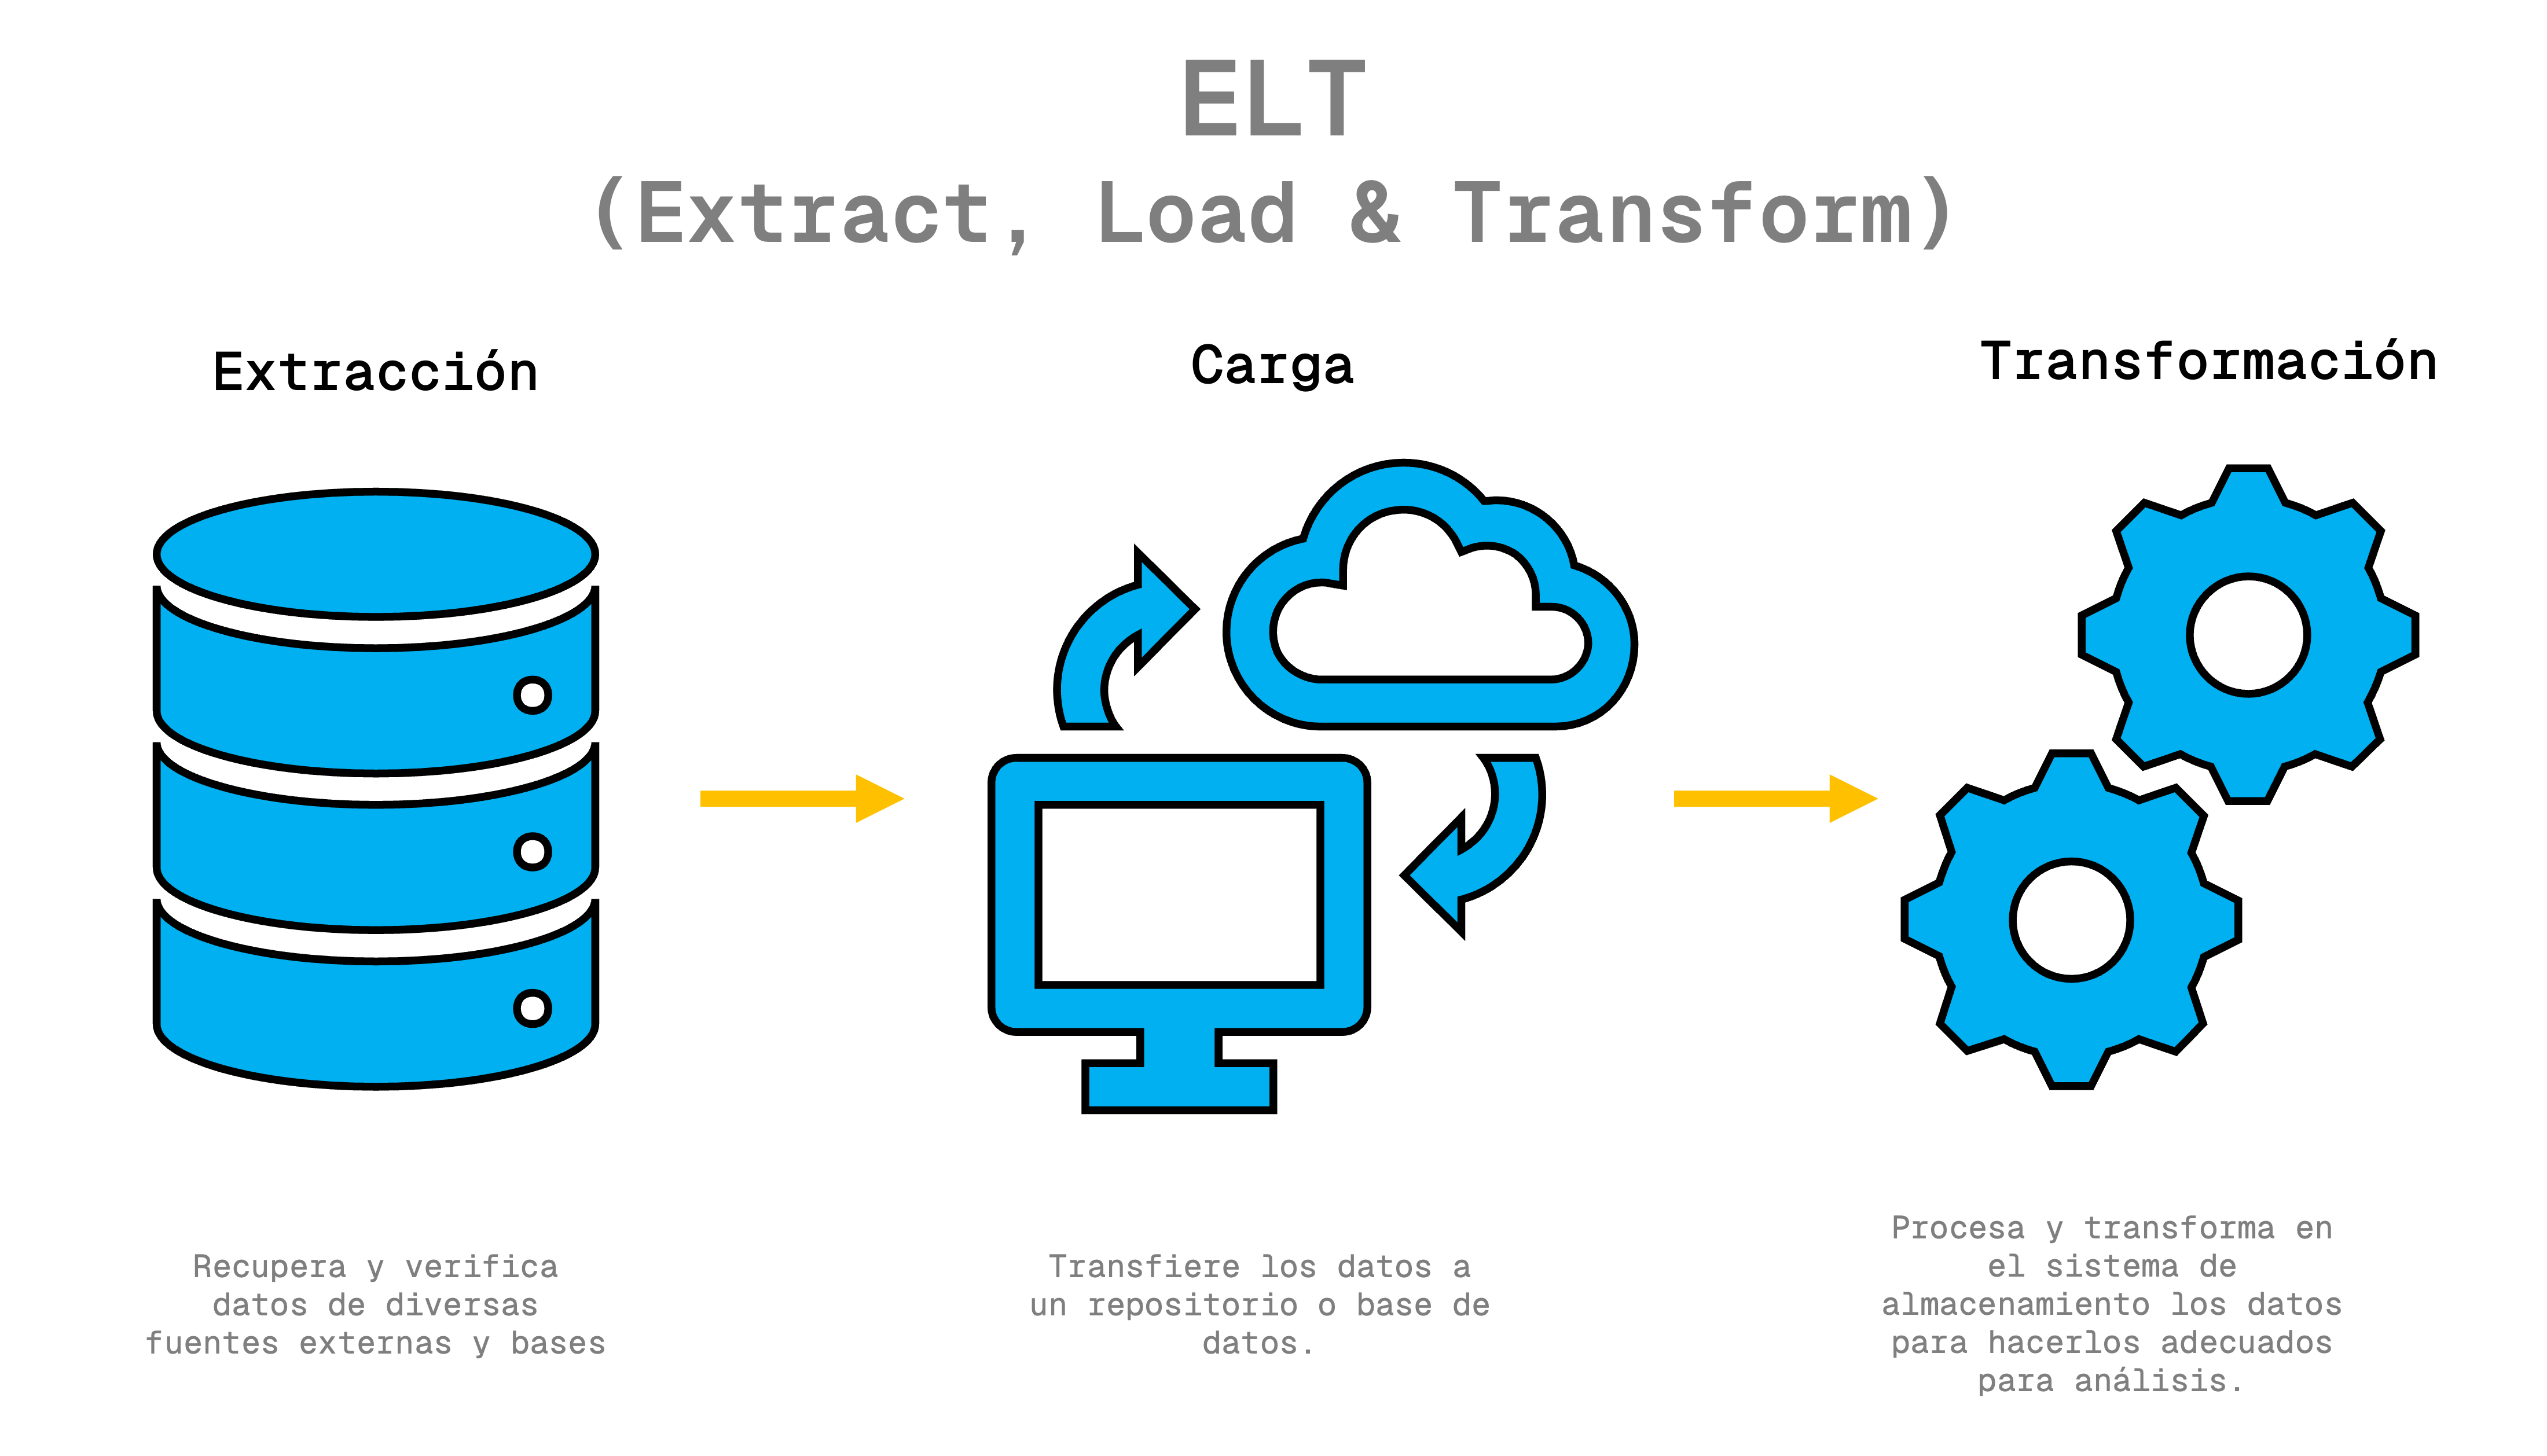 ELT
(Extract, Load & Transform)
Extracción
Carga
Transformación
Recupera y verifica
datos de diversas
fuentes externas y bases
Transfiere los datos a
un repositorio o base de
datos.
Procesa y transforma en
el sistema de
almacenamiento los datos
para hacerlos adecuados
para análisis.